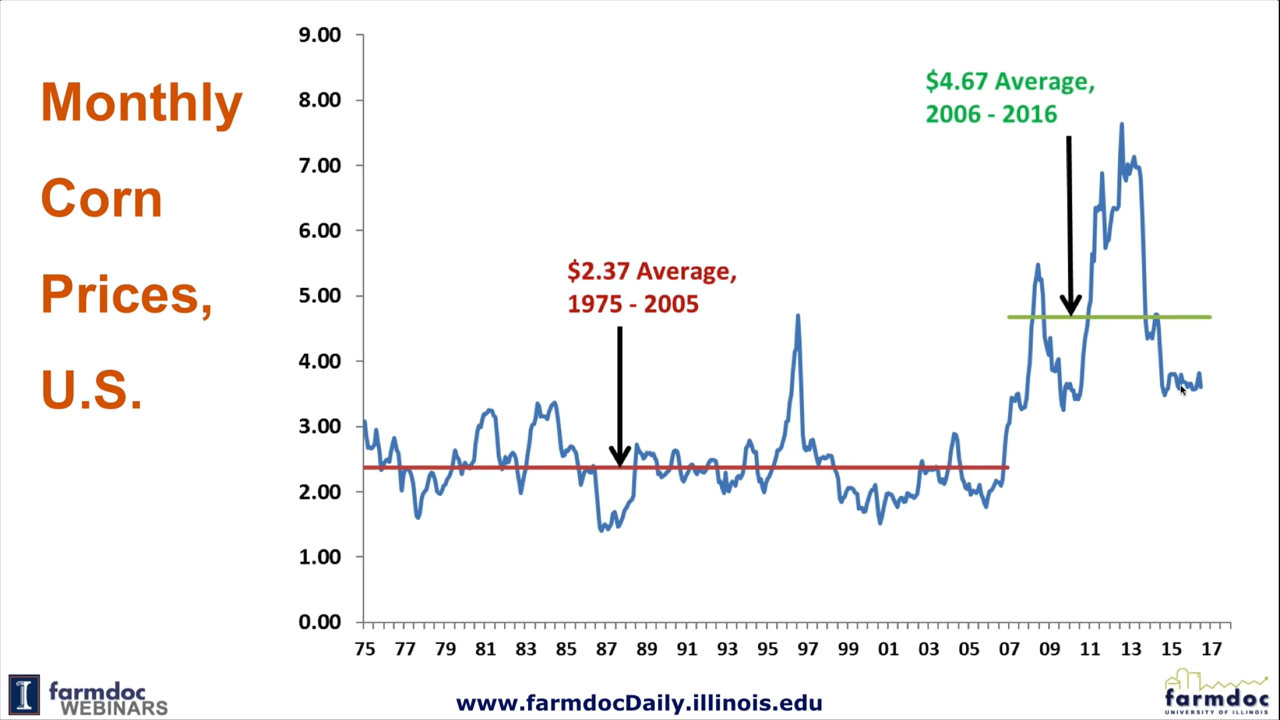 Monthly
Corn
Prices,
U.S.
9.00
8.00
7.00
6.00
5.00
4.00
3.00
2.00
1.00
0.00
$4.67 Average,
2006 - 2016
$2.37 Average,
1975 - 2005
75 77 79 81 83 85 87 89 91 93 95 97 99 01 03 05 07 09 11 13 15 17
I
farmdoc
WEBINARS
www.farmdocDaily.illinois.edu
farmdoc
UNIVERSITY OF ILLINOIS